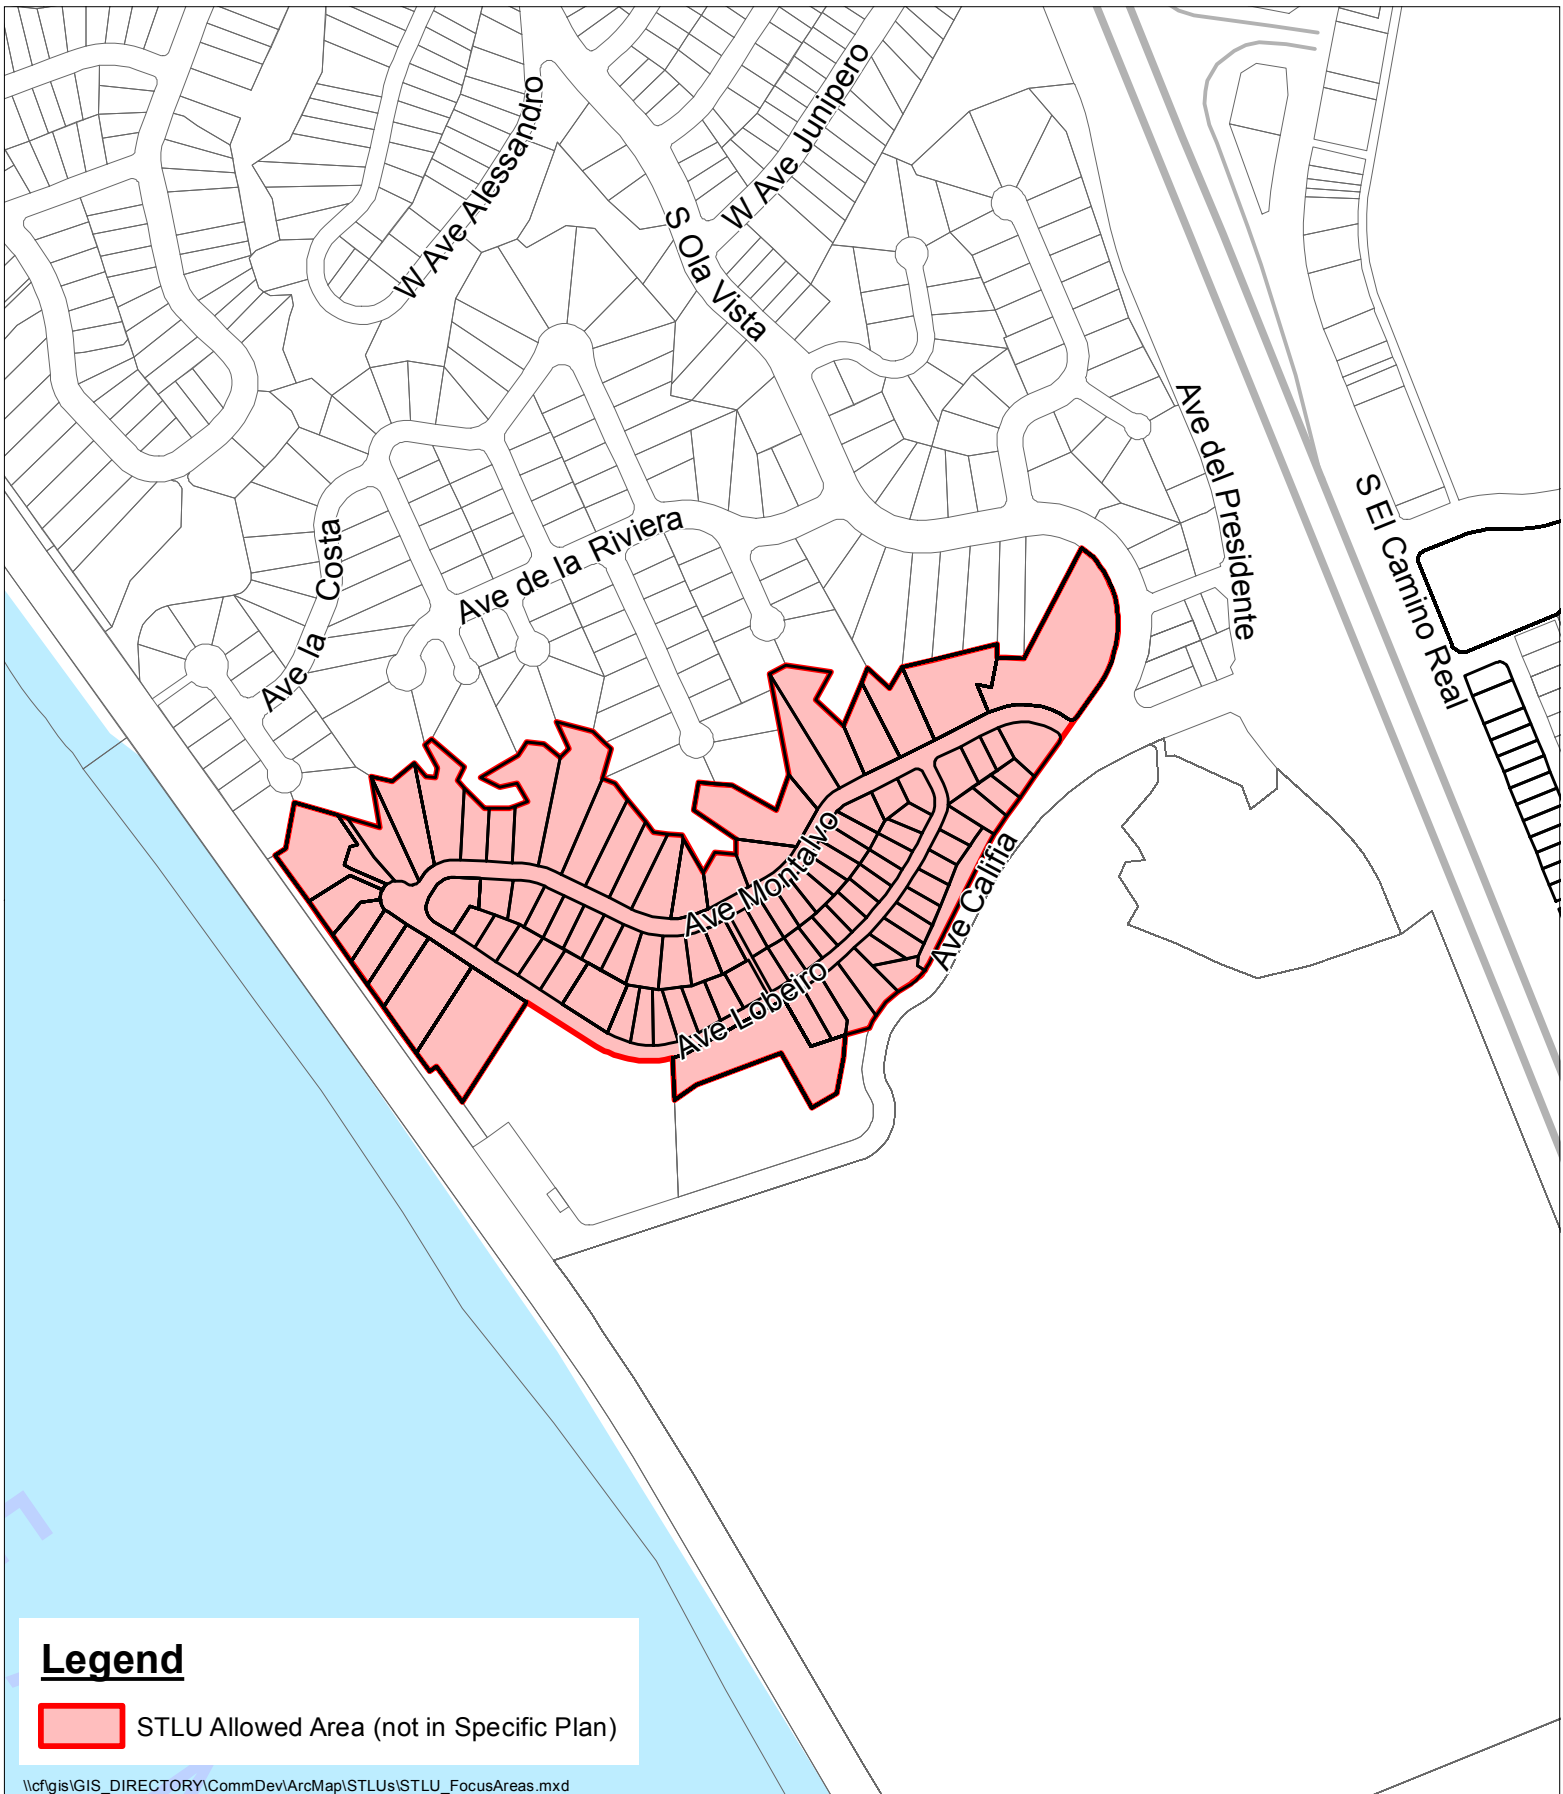 W Ave Alessandro
W Ave Junipero
S Ola Vista
Ave del Presidente
S El Camino Real
Ave la Costa
Ave de la Riviera
Ave Montalvo
Ave Califia
Ave Lobeiro
Legend
STLU Allowed Area (not in Specific Plan)
\\cf\gis\GIS_DIRECTORY\CommDev\ArcMap\STLUs\STLU_FocusAreas.mxd